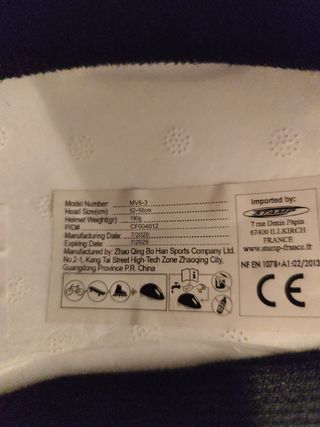 Model Number: MV6-3
Head Size(cm) 52-56cm
Helmet Weight(gr) 190g
P/O# CF004012
Manufacturing Date 7/2020
Expiring Date 7/2025
Manufactured by: Zhao Qing Bo Han Sports Company Ltd.
No.2-1, Kang Tai Street High-Tech Zone Zhaoqing City,
Guangdong Province P.R. China
Imported by:
STAMP
7 rue Denis Papin
67400 ILLKIRCH
FRANCE
www.stamp-france.fr
NF EN 1078+A1:02/2013
CE